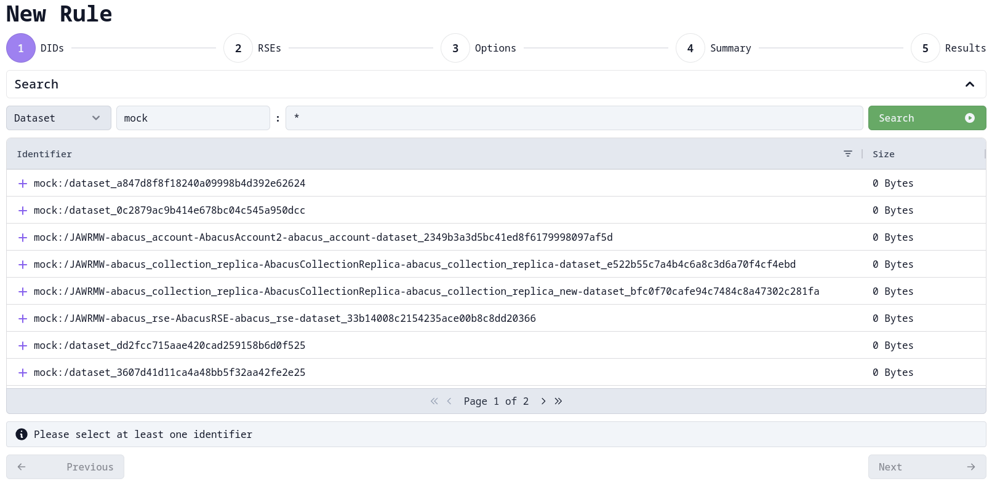 New Rule
1 DIDs 2 RSEs 3 Options 4 Summary 5 Results
Search
Dataset mock : * Search
Identifier Size
mock:/dataset_a847d8f8f18240a09998b4d392e62624 0 Bytes
mock:/dataset_0c2879ac9b414e678bc04c545a950dcc 0 Bytes
mock:/JAWRMW-abacus_account-AbacusAccount2-abacus_account-dataset_2349b3a3d5bc41ed8f6179998097af5d 0 Bytes
mock:/JAWRMW-abacus_collection_replica-AbacusCollectionReplica-abacus_collection_replica-dataset_e522b55c7a4b4c6a8c3d6a70f4cf4ebd 0 Bytes
mock:/JAWRMW-abacus_collection_replica-AbacusCollectionReplica-abacus_collection_replica_new-dataset_bfc0f70cafe94c7484c8a47302c281fa 0 Bytes
mock:/JAWRMW-abacus_rse-AbacusRSE-abacus_rse-dataset_33b14008c2154235ace00b8c8dd20366 0 Bytes
mock:/dataset_dd2fcc715aae420cad259158b6d0f525 0 Bytes
mock:/dataset_3607d41d11ca4a48bb5f32aa42fe2e25 0 Bytes
Page 1 of 2
Please select at least one identifier
Previous Next